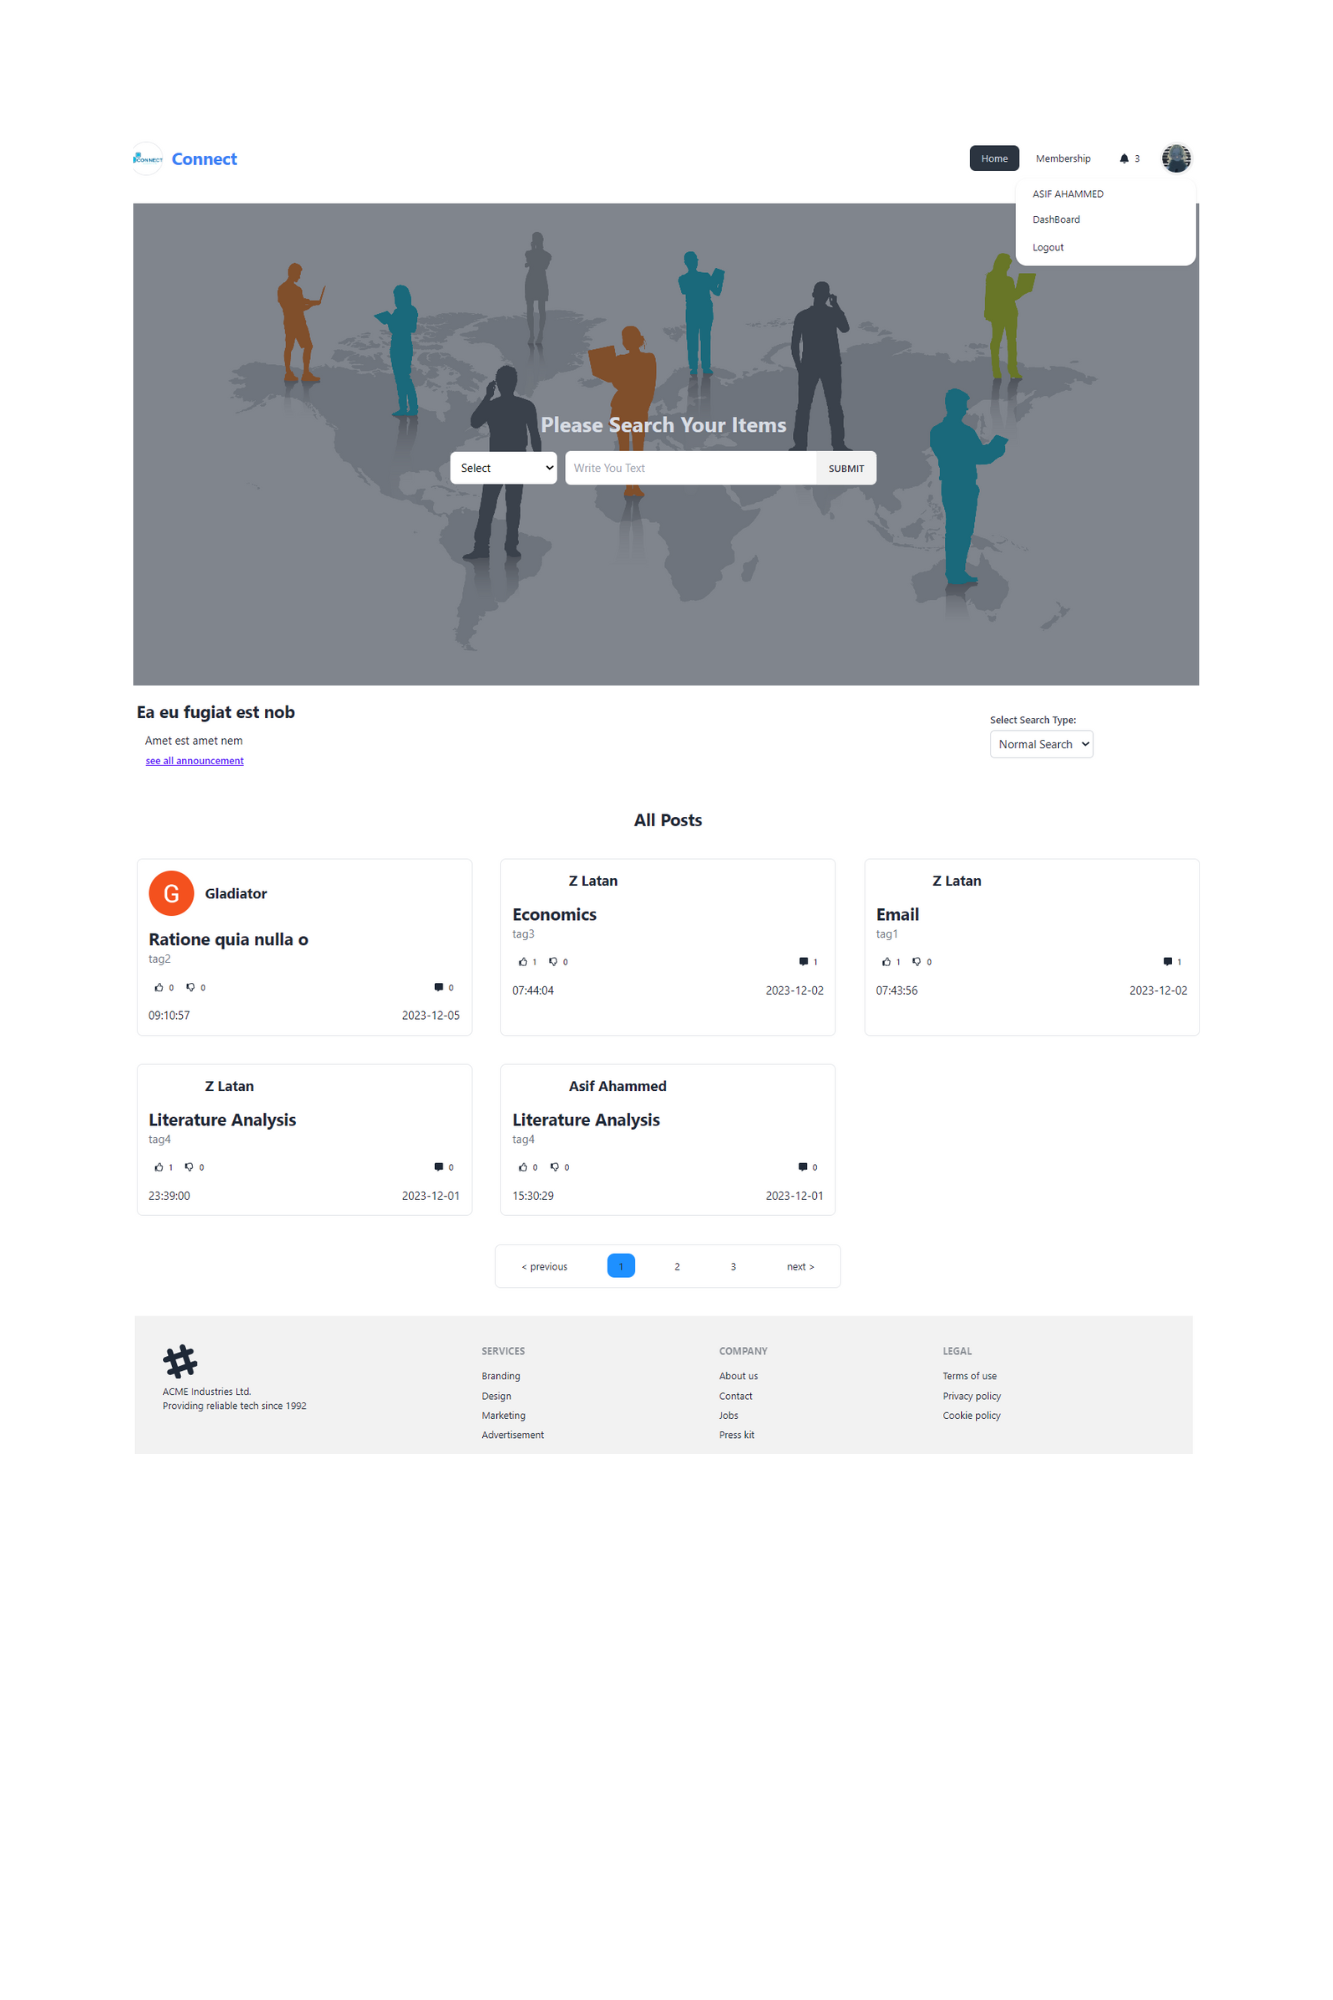 CONNECT Connect Home Membership 3
ASIF AHAMMED
DashBoard
Logout
Please Search Your Items
Select Write You Text SUBMIT
Ea eu fugiat est nob
Amet est amet nem
see all announcement
Select Search Type:
Normal Search
All Posts
G Gladiator
Ratione quia nulla o
tag2
0 0 0
09:10:57 2023-12-05
Z Latan
Economics
tag3
1 0 1
07:44:04 2023-12-02
Z Latan
Email
tag1
1 0 1
07:43:56 2023-12-02
Z Latan
Literature Analysis
tag4
1 0 0
23:39:00 2023-12-01
Asif Ahammed
Literature Analysis
tag4
0 0 0
15:30:29 2023-12-01
< previous 1 2 3 next >
ACME Industries Ltd.
Providing reliable tech since 1992
SERVICES
Branding
Design
Marketing
Advertisement
COMPANY
About us
Contact
Jobs
Press kit
LEGAL
Terms of use
Privacy policy
Cookie policy